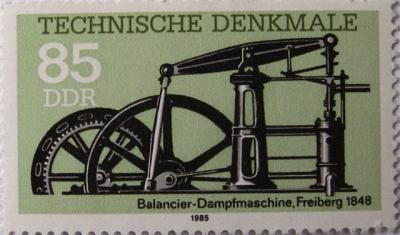 TECHNISCHE DENKMALE
85
DDR
Balancier-Dampfmaschine, Freiberg 1848
1985